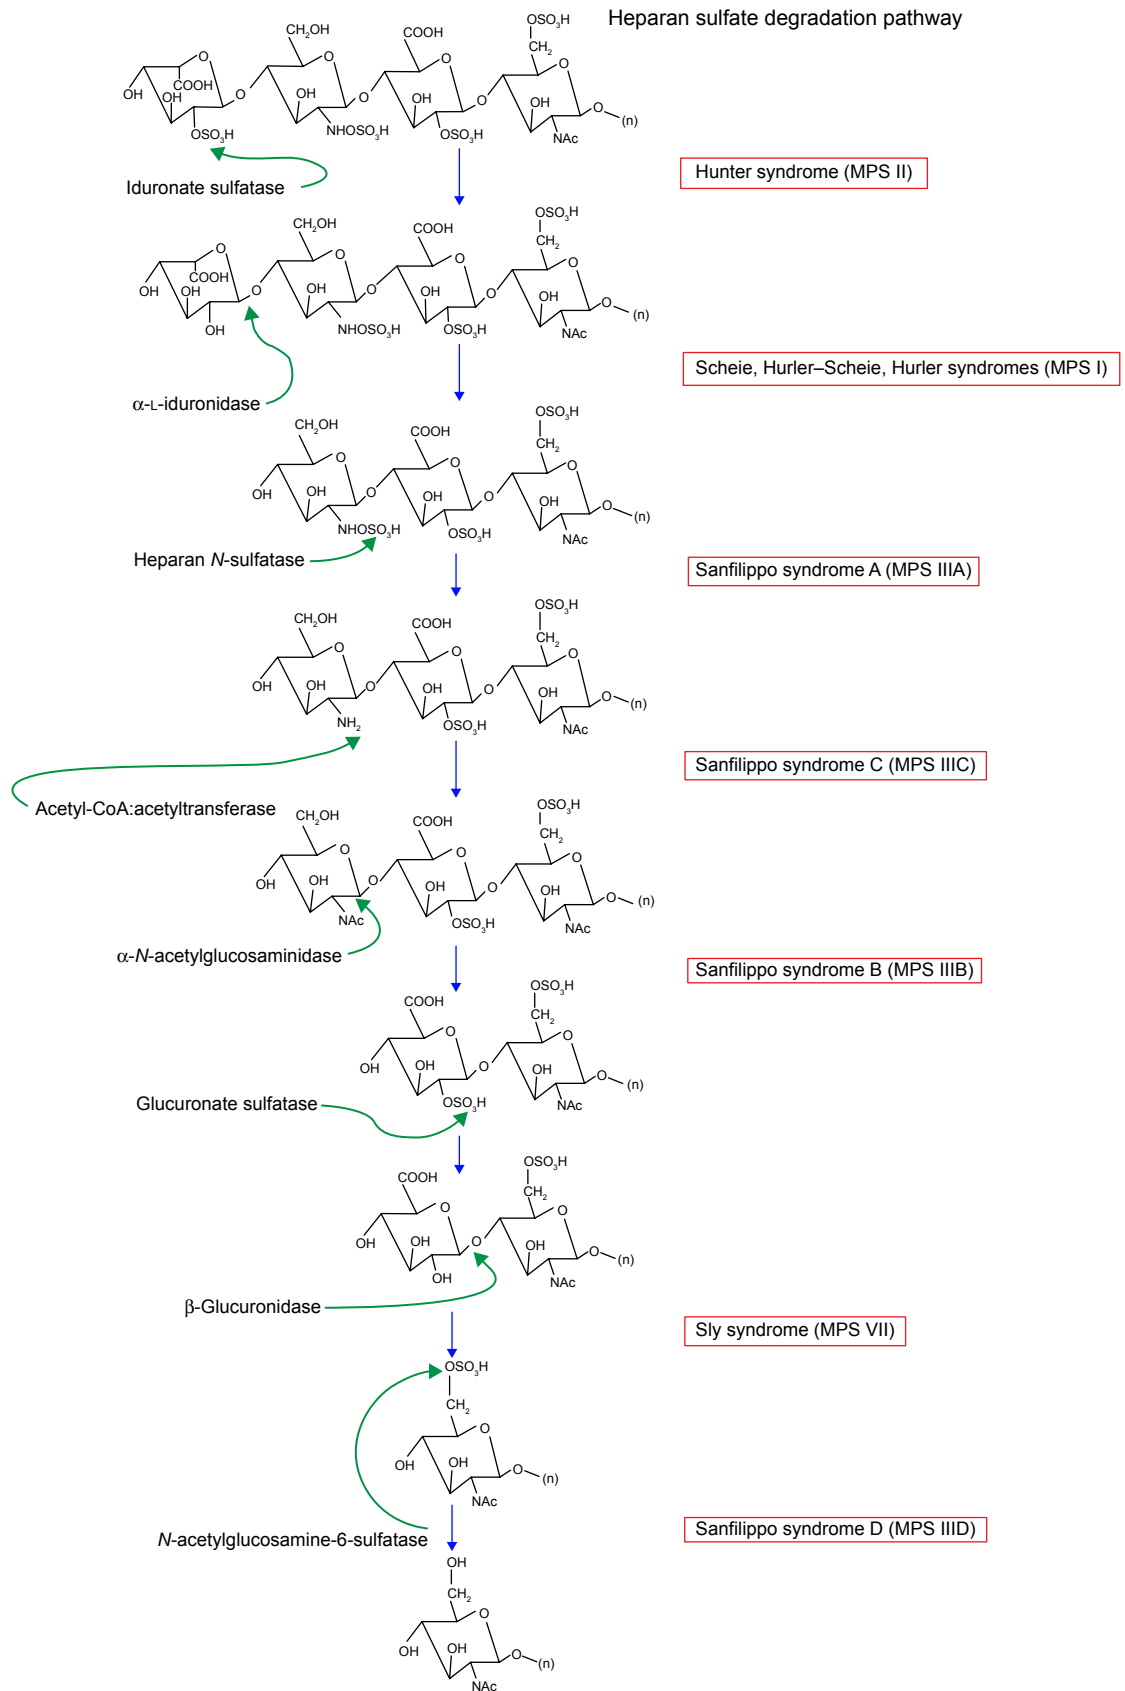 Heparan sulfate degradation pathway
OSO3H
CH2OH
COOH
CH2
O
O
O
O
COOH
OH
OH
OH
OH
OH
O
O
O
O
(n)
OSO3H
NHOSO3H
OSO3H
NAc
Iduronate sulfatase
Hunter syndrome (MPS II)
OSO3H
CH2OH
COOH
CH2
O
O
O
O
COOH
OH
OH
OH
OH
OH
O
O
O
O
(n)
OH
NHOSO3H
OSO3H
NAc
α-L-iduronidase
Scheie, Hurler–Scheie, Hurler syndromes (MPS I)
OSO3H
CH2OH
COOH
CH2
O
O
O
OH
OH
OH
OH
O
O
O
(n)
NHOSO3H
OSO3H
NAc
Heparan N-sulfatase
Sanfilippo syndrome A (MPS IIIA)
OSO3H
CH2OH
COOH
CH2
O
O
O
OH
OH
OH
OH
O
O
O
(n)
NH2
OSO3H
NAc
Acetyl-CoA:acetyltransferase
Sanfilippo syndrome C (MPS IIIC)
OSO3H
CH2OH
COOH
CH2
O
O
O
OH
OH
OH
OH
O
O
O
(n)
NAc
OSO3H
NAc
α-N-acetylglucosaminidase
Sanfilippo syndrome B (MPS IIIB)
OSO3H
COOH
CH2
O
O
OH
OH
OH
O
O
(n)
OSO3H
NAc
Glucuronate sulfatase
OSO3H
COOH
CH2
O
O
OH
OH
OH
O
O
(n)
OH
NAc
β-Glucuronidase
Sly syndrome (MPS VII)
OSO3H
CH2
O
OH
OH
O
(n)
NAc
N-acetylglucosamine-6-sulfatase
Sanfilippo syndrome D (MPS IIID)
OH
CH2
O
OH
OH
O
(n)
NAc